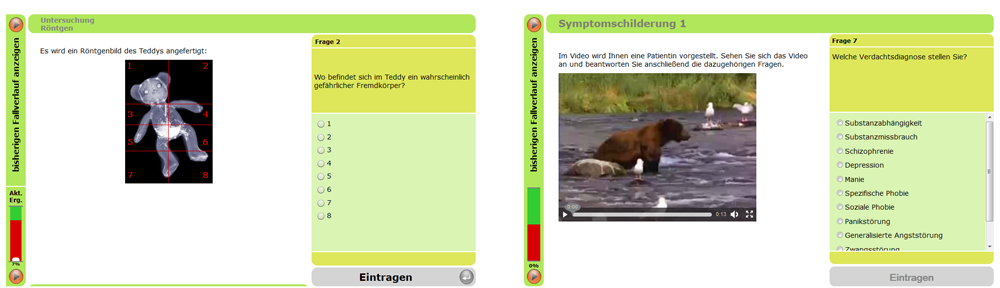 Untersuchung
Röntgen
bisherigen Fallverlauf anzeigen
Es wird ein Röntgenbild des Teddys angefertigt:
1 2
3 4
5 6
7 8
Frage 2
Wo befindet sich im Teddy ein wahrscheinlich
gefährlicher Fremdkörper?
1
2
3
4
5
6
7
8
Akt.
Erg.
7%
Eintragen
Symptomschilderung 1
bisherigen Fallverlauf anzeigen
Im Video wird Ihnen eine Patientin vorgestellt. Sehen Sie sich das Video
an und beantworten Sie anschließend die dazugehörigen Fragen.
0:00
0:13
Frage 7
Welche Verdachtsdiagnose stellen Sie?
Substanzabhängigkeit
Substanzmissbrauch
Schizophrenie
Depression
Manie
Spezifische Phobie
Soziale Phobie
Panikstörung
Generalisierte Angststörung
Zwangsstörung
0%
Eintragen